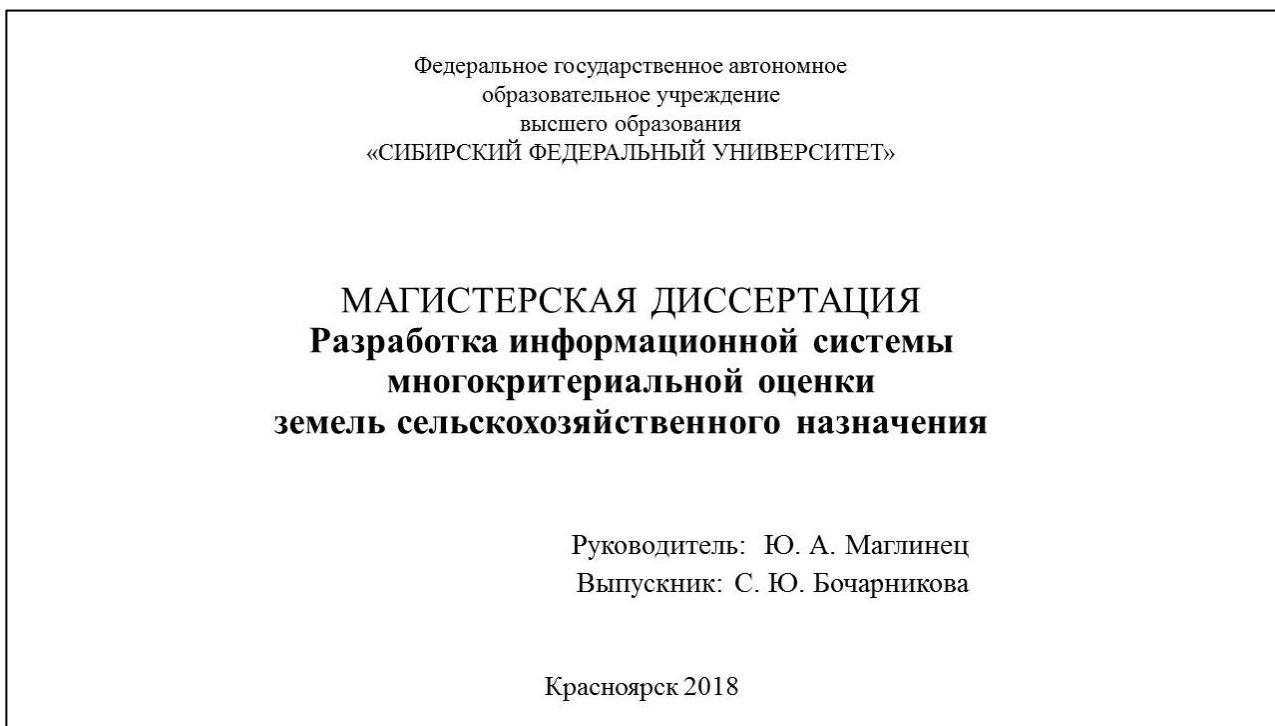 Федеральное государственное автономное
образовательное учреждение
высшего образования
«СИБИРСКИЙ ФЕДЕРАЛЬНЫЙ УНИВЕРСИТЕТ»
МАГИСТЕРСКАЯ ДИССЕРТАЦИЯ
Разработка информационной системы
многокритериальной оценки
земель сельскохозяйственного назначения
Руководитель: Ю. А. Маглинец
Выпускник: С. Ю. Бочарникова
Красноярск 2018